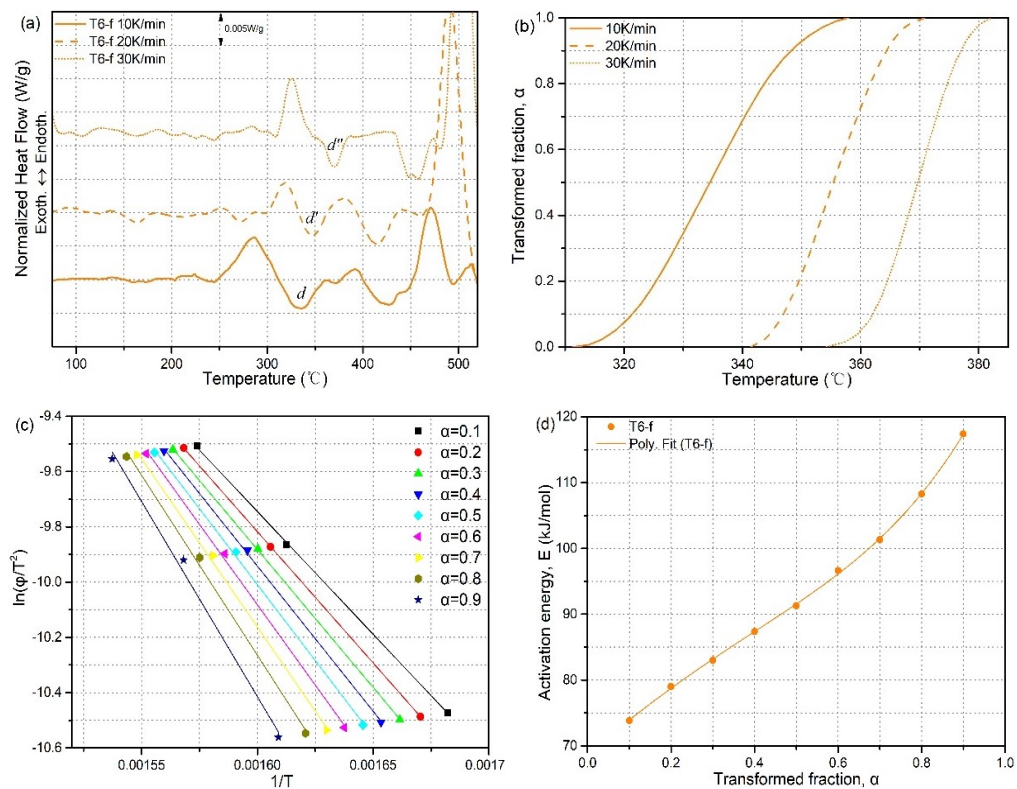 (a)
T6-f 10K/min
T6-f 20K/min
T6-f 30K/min
0.005W/g
Normalized Heat Flow (W/g)
Exoth. ↔ Endoth.
d"
d'
d
100 200 300 400 500
Temperature (℃)
(b)
10K/min
20K/min
30K/min
Transformed fraction, α
1.0
0.8
0.6
0.4
0.2
0.0
320 340 360 380
Temperature (℃)
(c)
ln(φ/T²)
-9.4
-9.6
-9.8
-10.0
-10.2
-10.4
-10.6
α=0.1
α=0.2
α=0.3
α=0.4
α=0.5
α=0.6
α=0.7
α=0.8
α=0.9
0.00155 0.00160 0.00165 0.0017
1/T
(d)
T6-f
Poly. Fit (T6-f)
Activation energy, E (kJ/mol)
120
110
100
90
80
70
0.0 0.2 0.4 0.6 0.8 1.0
Transformed fraction, α